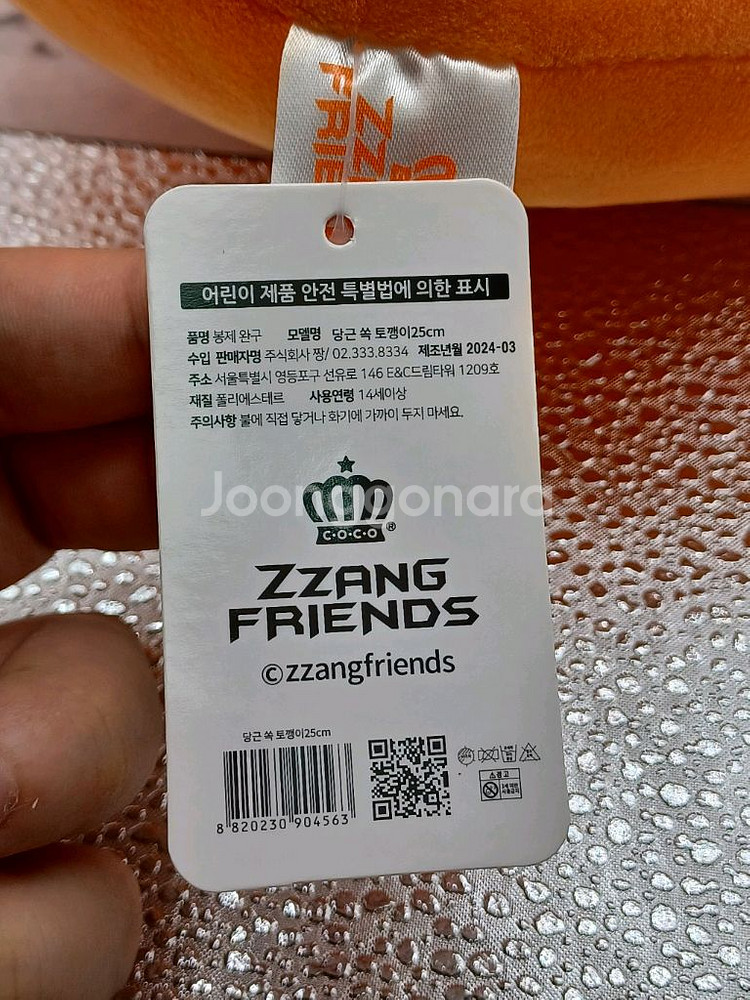 ZZ
FRIE
어린이 제품 안전 특별법에 의한 표시
품명 봉제 완구 모델명 당근 쏙 토깽이25cm
수입 판매자명 주식회사 짱/ 02.333.8334 제조년월 2024-03
주소 서울특별시 영등포구 선유로 146 E&C드림타워 1209호
재질 폴리에스테르 사용연령 14세이상
주의사항 불에 직접 닿거나 화기에 가까이 두지 마세요.
Joonggonara
C·O·C·O ®
ZZANG
FRIENDS
©zzangfriends
당근 쏙 토깽이25cm
8 820230 904563